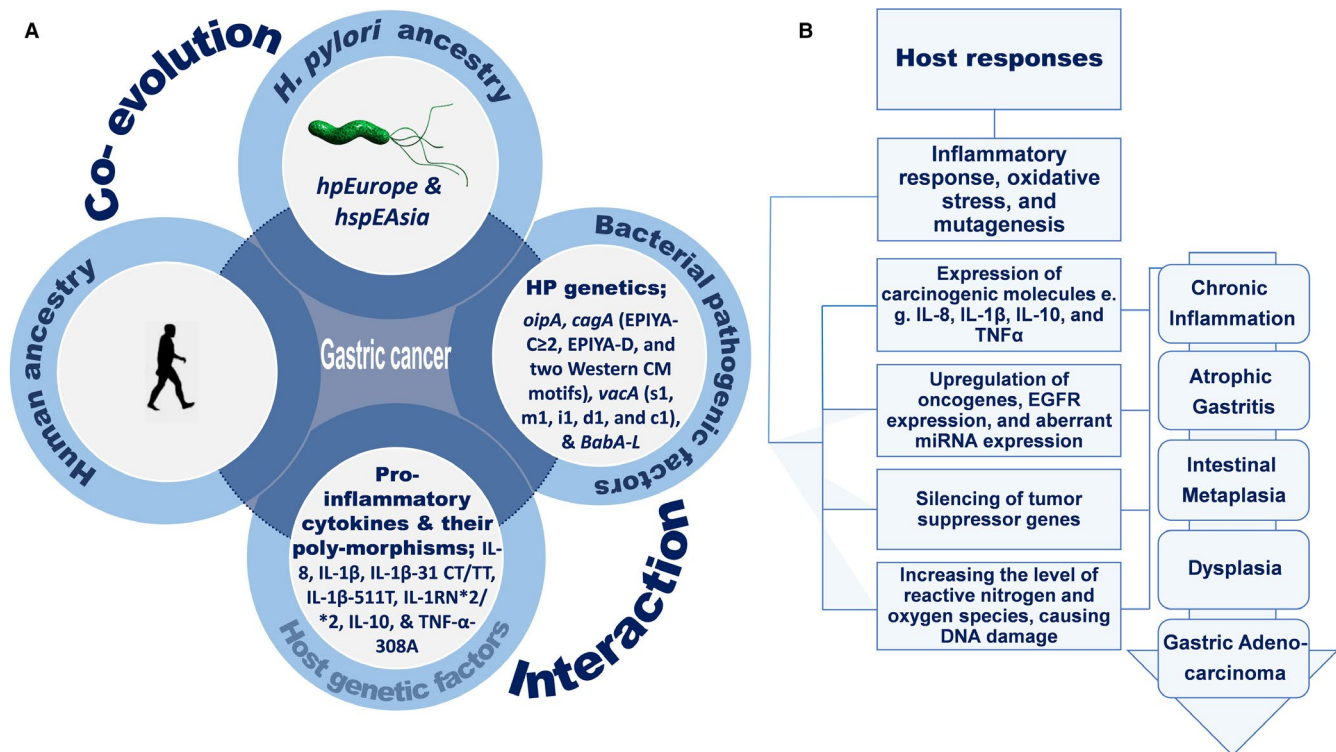 A
Co- evolution
H. pylori ancestry
hpEurope &
hspEAsia
Human ancestry
Gastric cancer
Bacterial pathogenic factors
HP genetics;
oipA, cagA (EPIYA-
C≥2, EPIYA-D, and
two Western CM
motifs), vacA (s1,
m1, i1, d1, and c1),
& BabA-L
Pro-
inflammatory
cytokines & their
poly-morphisms; IL-
8, IL-1β, IL-1β-31 CT/TT,
IL-1β-511T, IL-1RN*2/
*2, IL-10, & TNF-α-
308A
Host genetic factors
Interaction
B
Host responses
Inflammatory
response, oxidative
stress, and
mutagenesis
Expression of
carcinogenic molecules e.
g. IL-8, IL-1β, IL-10, and
TNFα
Upregulation of
oncogenes, EGFR
expression, and aberrant
miRNA expression
Silencing of tumor
suppressor genes
Increasing the level of
reactive nitrogen and
oxygen species, causing
DNA damage
Chronic
Inflammation
Atrophic
Gastritis
Intestinal
Metaplasia
Dysplasia
Gastric Adeno-
carcinoma